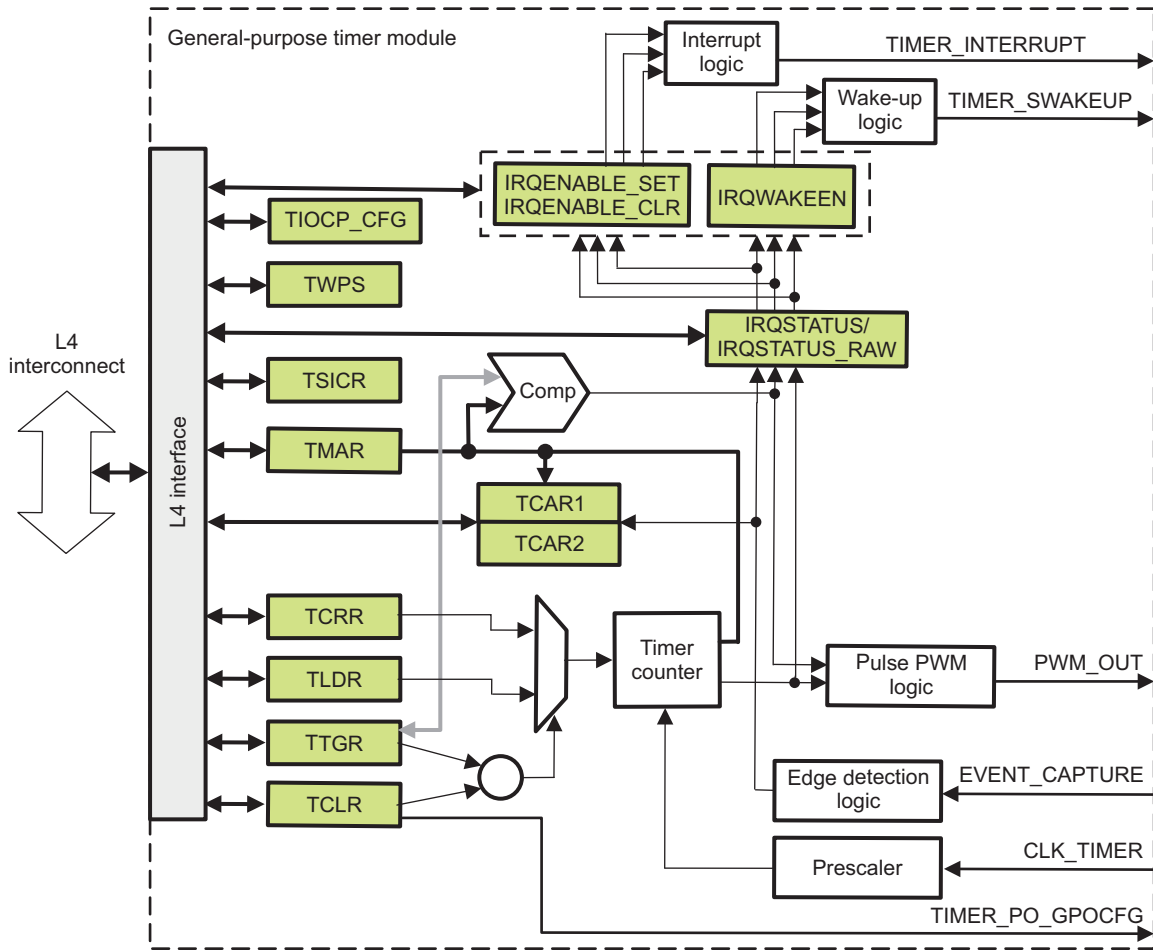 General-purpose timer module
Interrupt
logic
TIMER_INTERRUPT
Wake-up
logic
TIMER_SWAKEUP
IRQENABLE_SET
IRQENABLE_CLR
IRQWAKEEN
TIOCP_CFG
TWPS
IRQSTATUS/
IRQSTATUS_RAW
L4
interconnect
L4 interface
TSICR
Comp
TMAR
TCAR1
TCAR2
TCRR
Timer
counter
TLDR
Pulse PWM
logic
PWM_OUT
TTGR
TCLR
Edge detection
logic
EVENT_CAPTURE
Prescaler
CLK_TIMER
TIMER_PO_GPOCFG